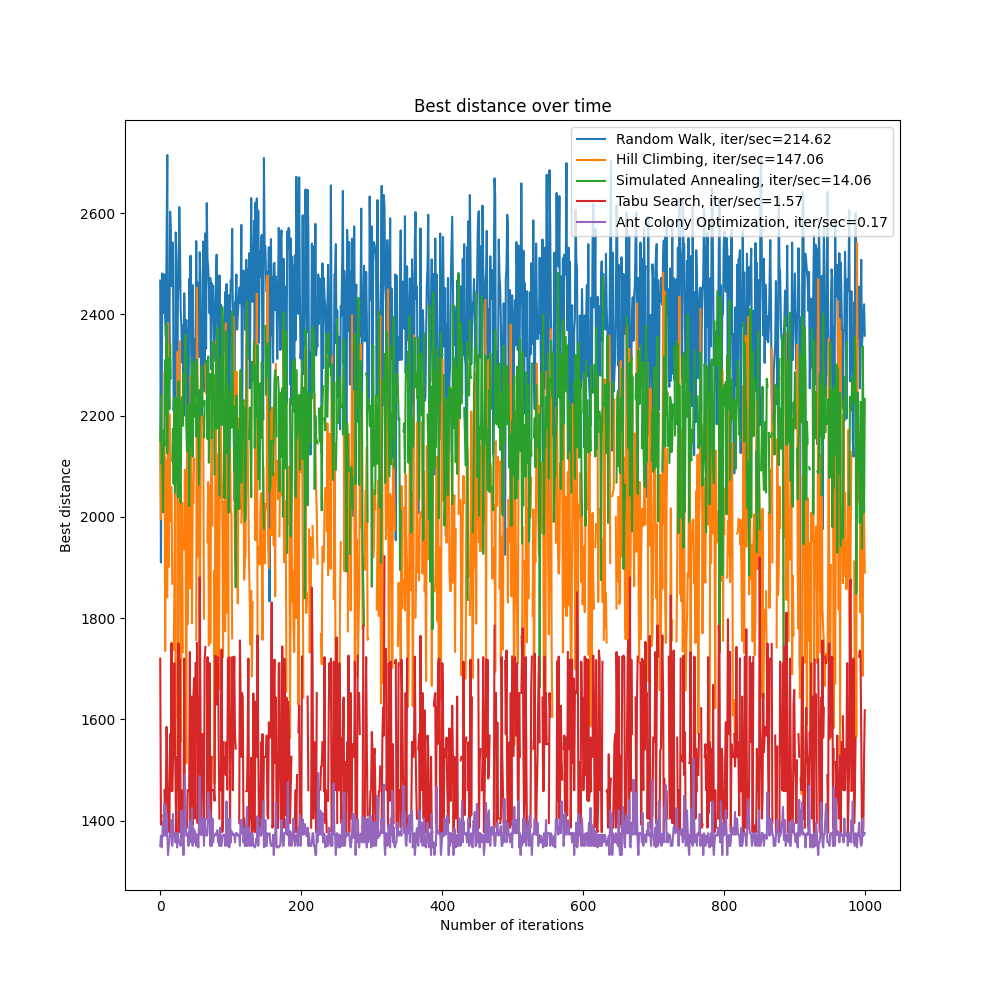 Best distance over time
Random Walk, iter/sec=214.62
Hill Climbing, iter/sec=147.06
Simulated Annealing, iter/sec=14.06
Tabu Search, iter/sec=1.57
Ant Colony Optimization, iter/sec=0.17
Best distance
2600
2400
2200
2000
1800
1600
1400
0 200 400 600 800 1000
Number of iterations